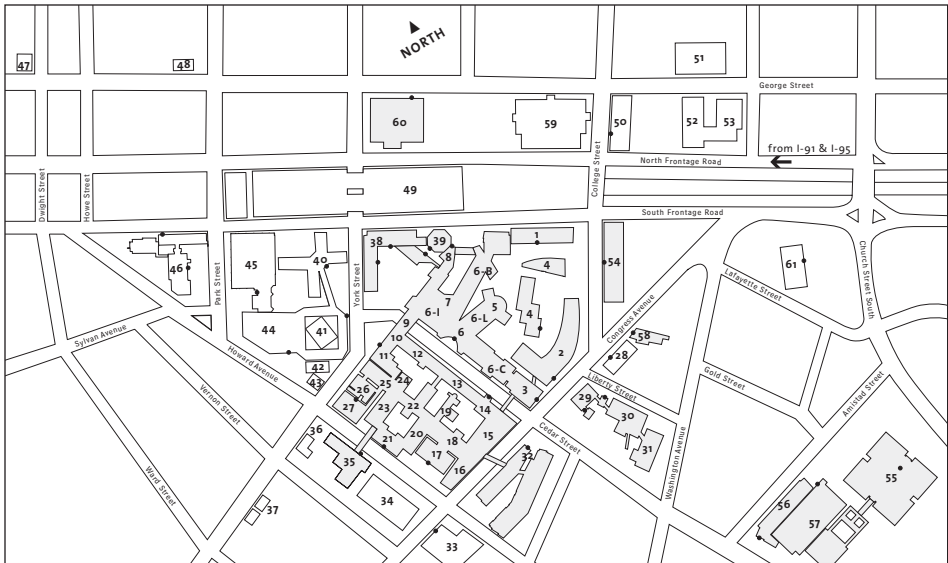 NORTH
47
48
51
George Street
60
59
50
52
53
from I-91 & I-95
North Frontage Road
College Street
Dwight Street
Howe Street
49
South Frontage Road
46
Park Street
45
40
York Street
38
39
8
6-B
1
4
54
61
Church Street South
Lafayette Street
7
6-I
5
6-L
4
Congress Avenue
44
41
9
6
10
58
Sylvan Avenue
11
12
2
28
42
43
Howard Avenue
24
25
26
13
6-C
3
Liberty Street
Gold Street
27
23
22
19
14
29
30
Amistad Street
Vernon Street
36
21
20
18
15
Cedar Street
31
Washington Avenue
35
17
16
32
55
Ward Street
34
37
56
57
33